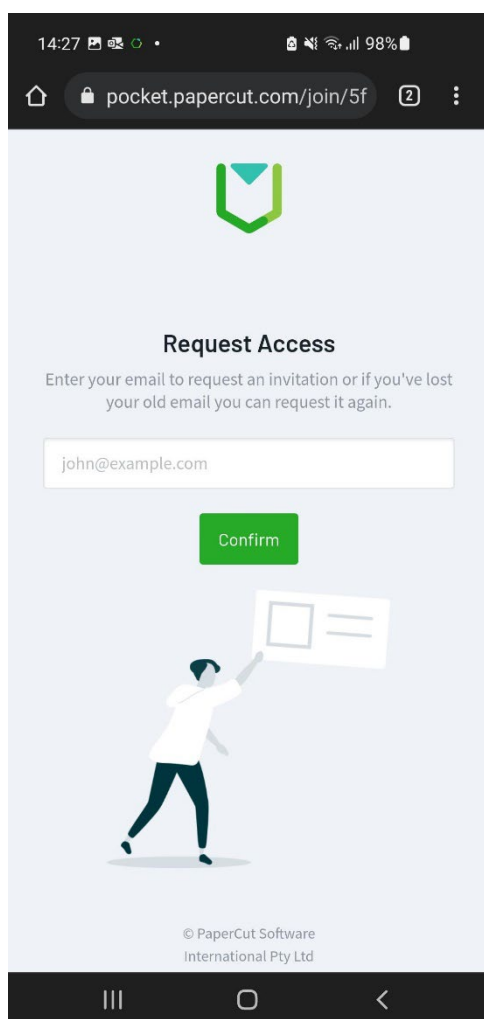 14:27
98%
pocket.papercut.com/join/5f
2
Request Access
Enter your email to request an invitation or if you've lost
your old email you can request it again.
john@example.com
Confirm
© PaperCut Software
International Pty Ltd